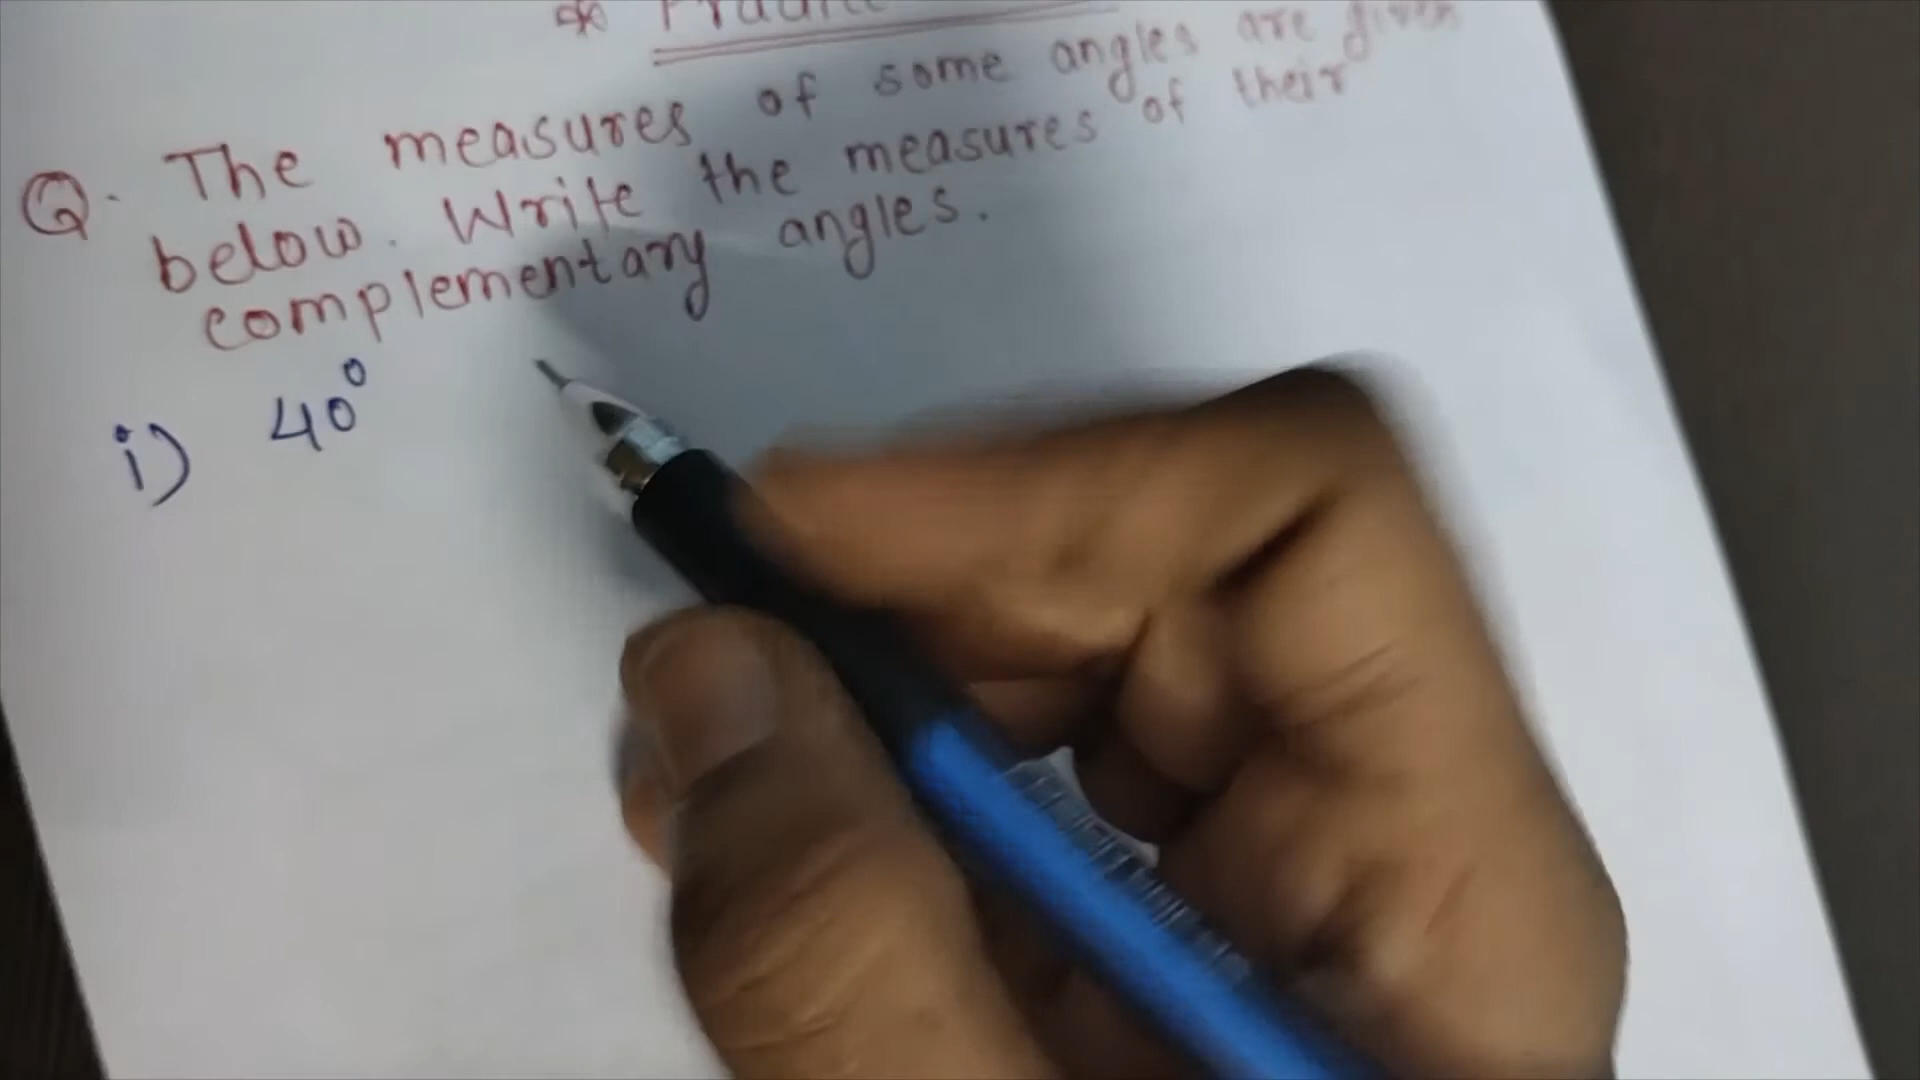 Q. The measures of some angles are given
below. Write the measures of their
complementary angles.
i) 40°